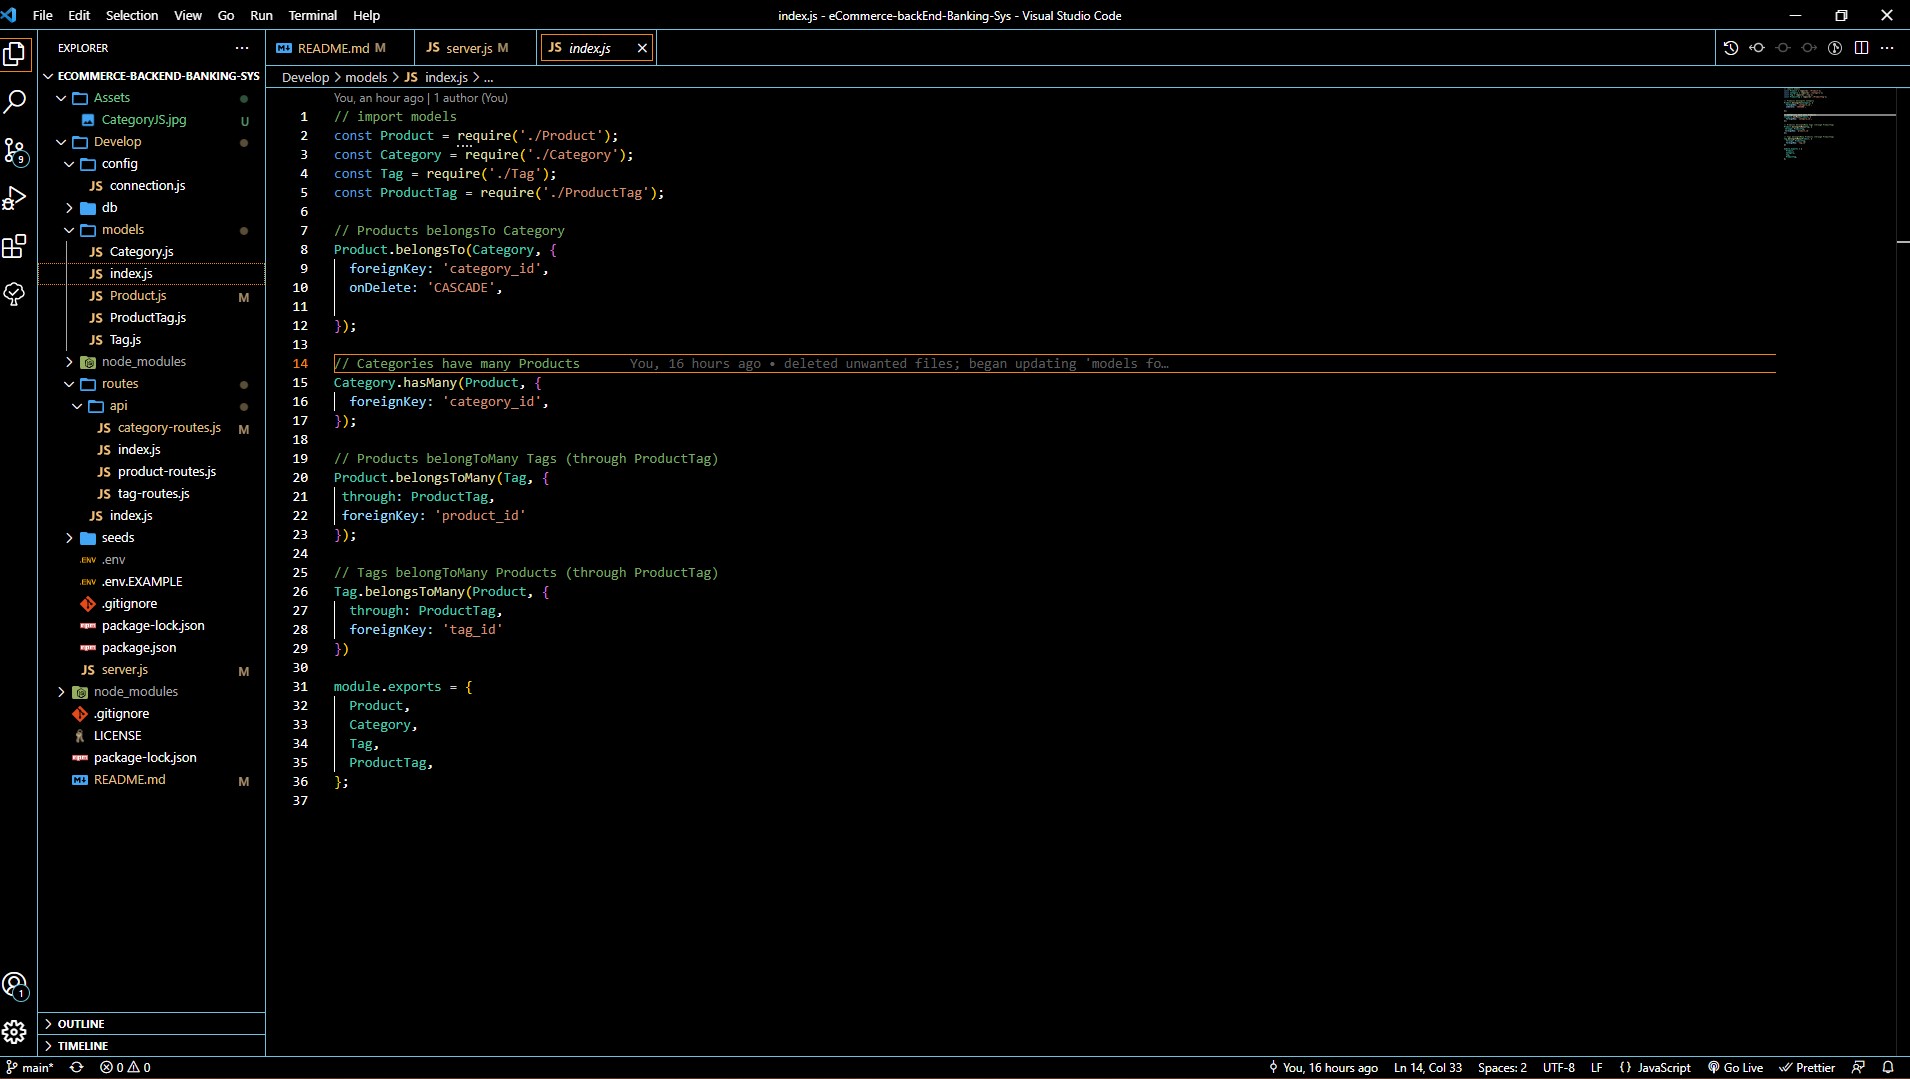 File Edit Selection View Go Run Terminal Help
index.js - eCommerce-backEnd-Banking-Sys - Visual Studio Code
EXPLORER
ECOMMERCE-BACKEND-BANKING-SYS
Assets
CategoryJS.jpg U
Develop
config
JS connection.js
db
models
JS Category.js
JS index.js
JS Product.js M
JS ProductTag.js
JS Tag.js
node_modules
routes
api
JS category-routes.js M
JS index.js
JS product-routes.js
JS tag-routes.js
JS index.js
seeds
.ENV .env
.ENV .env.EXAMPLE
.gitignore
package-lock.json
package.json
JS server.js M
node_modules
.gitignore
LICENSE
package-lock.json
README.md M
OUTLINE
TIMELINE
9
1
README.md M
JS server.js M
JS index.js
Develop > models > JS index.js > ...
You, an hour ago | 1 author (You)
1 // import models
2 const Product = require('./Product');
3 const Category = require('./Category');
4 const Tag = require('./Tag');
5 const ProductTag = require('./ProductTag');
6
7 // Products belongsTo Category
8 Product.belongsTo(Category, {
9 foreignKey: 'category_id',
10 onDelete: 'CASCADE',
11
12 });
13
14 // Categories have many Products You, 16 hours ago • deleted unwanted files; began updating 'models fo…
15 Category.hasMany(Product, {
16 foreignKey: 'category_id',
17 });
18
19 // Products belongToMany Tags (through ProductTag)
20 Product.belongsToMany(Tag, {
21 through: ProductTag,
22 foreignKey: 'product_id'
23 });
24
25 // Tags belongToMany Products (through ProductTag)
26 Tag.belongsToMany(Product, {
27 through: ProductTag,
28 foreignKey: 'tag_id'
29 })
30
31 module.exports = {
32 Product,
33 Category,
34 Tag,
35 ProductTag,
36 };
37
main* 0 0 You, 16 hours ago Ln 14, Col 33 Spaces: 2 UTF-8 LF {} JavaScript Go Live Prettier